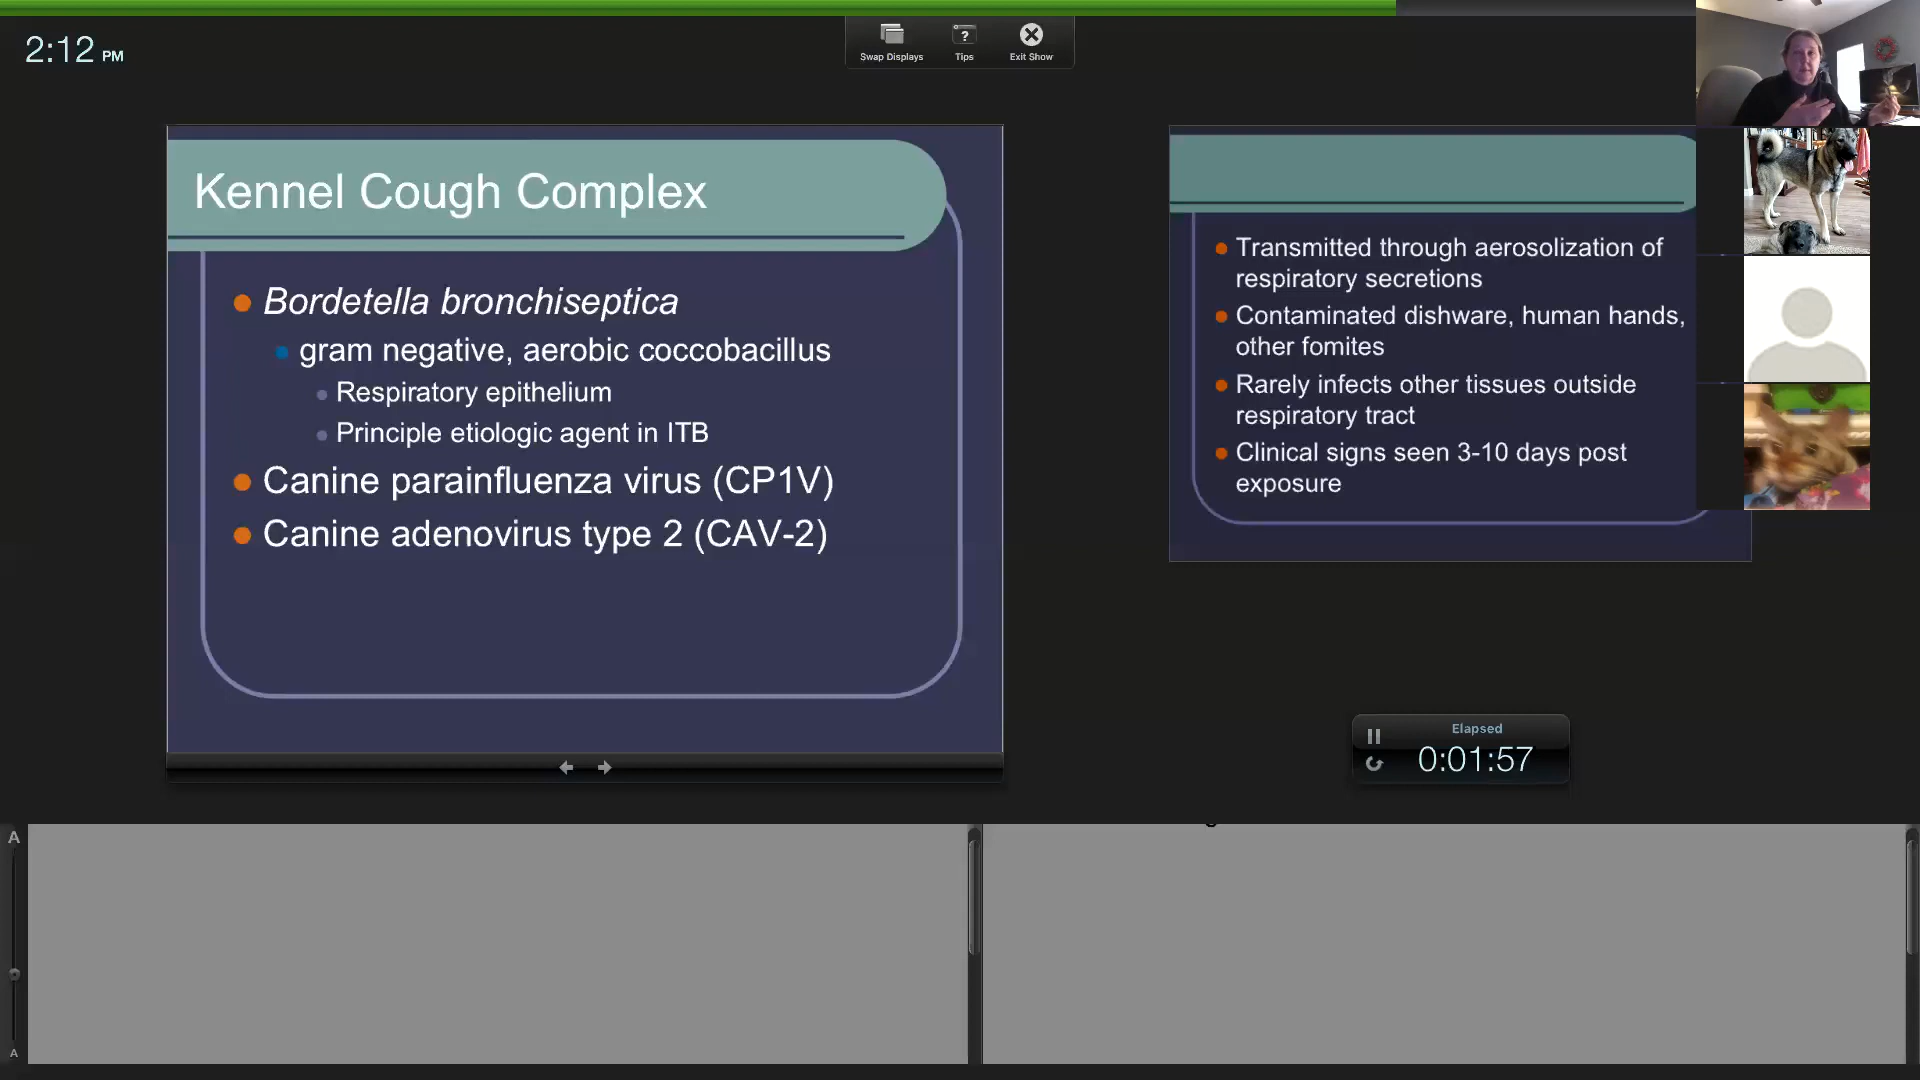 2:12 PM
Swap Displays
Tips
Exit Show
Kennel Cough Complex
Bordetella bronchiseptica
gram negative, aerobic coccobacillus
Respiratory epithelium
Principle etiologic agent in ITB
Canine parainfluenza virus (CP1V)
Canine adenovirus type 2 (CAV-2)
Transmitted through aerosolization of
respiratory secretions
Contaminated dishware, human hands,
other fomites
Rarely infects other tissues outside
respiratory tract
Clinical signs seen 3-10 days post
exposure
Elapsed
0:01:57
A
A